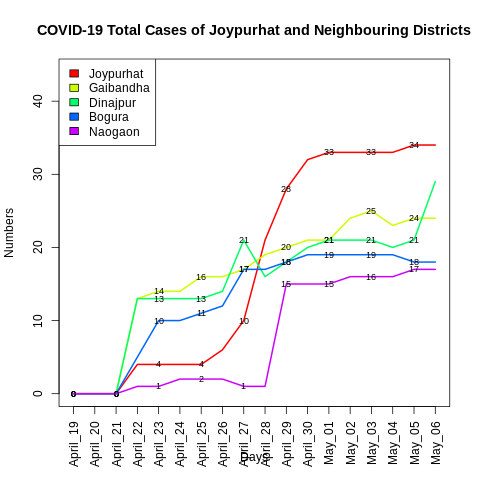 COVID-19 Total Cases of Joypurhat and Neighbouring Districts
Joypurhat
Gaibandha
Dinajpur
Bogura
Naogaon
Numbers
40
30
20
10
0
34
33 33
28
25
24
21 21 21 21
20
19 19
18 18 18
17 17
16 16
15 15
14
13 13
11
10 10
4 4
2
1 1
0 0
April_19
April_20
April_21
April_22
April_23
April_24
April_25
April_26
April_27
April_28
April_29
April_30
May_01
May_02
May_03
May_04
May_05
May_06
Days